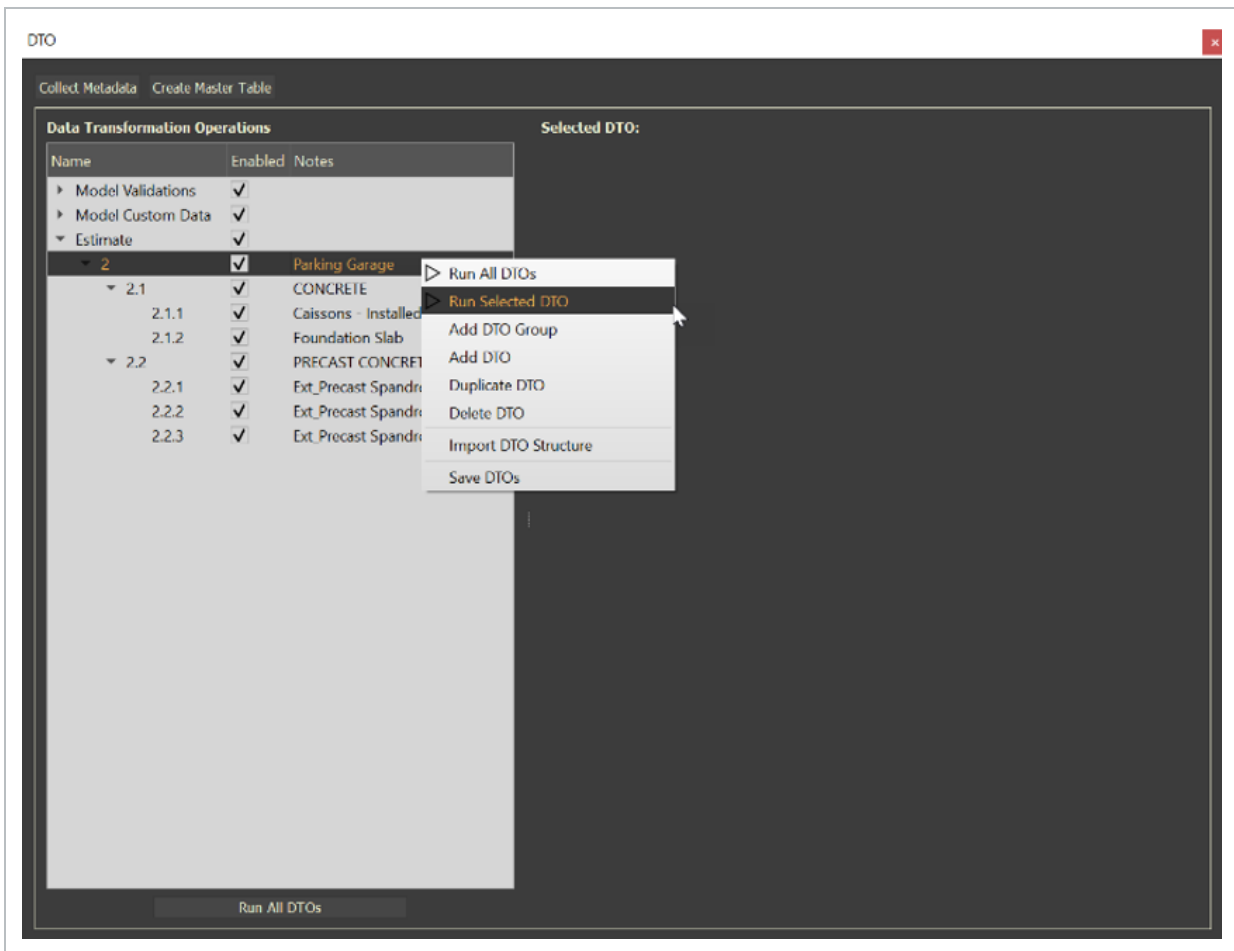 DTO
Collect Metadata Create Master Table
Data Transformation Operations
Selected DTO:
Name Enabled Notes
Model Validations
Model Custom Data
Estimate
2 Parking Garage
2.1 CONCRETE
2.1.1 Caissons - Installed
2.1.2 Foundation Slab
2.2 PRECAST CONCRET
2.2.1 Ext_Precast Spandr
2.2.2 Ext_Precast Spandr
2.2.3 Ext_Precast Spandr
Run All DTOs
Run Selected DTO
Add DTO Group
Add DTO
Duplicate DTO
Delete DTO
Import DTO Structure
Save DTOs
Run All DTOs